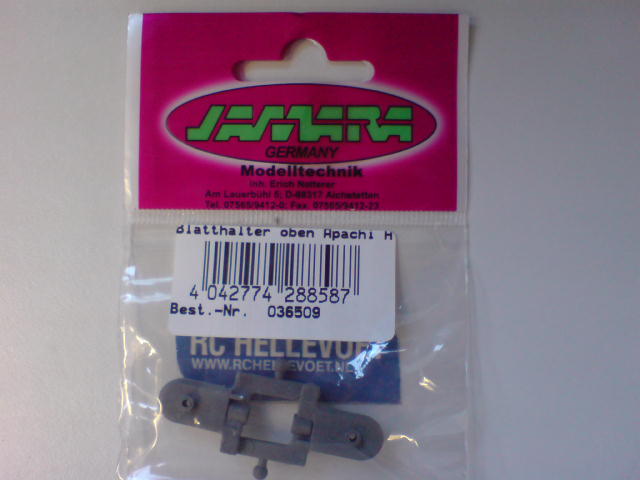 JAMARA
GERMANY
Modelltechnik
Inh. Erich Natterer
Am Lauerbühl 5; D-88317 Aichstetten
Tel. 07565/9412-0; Fax. 07565/9412-23
Blatthalter oben Apachi H
4 042774 288587
Best.-Nr. 036509
RC HELLEVOET
WWW.RCHELLEVOET.NL